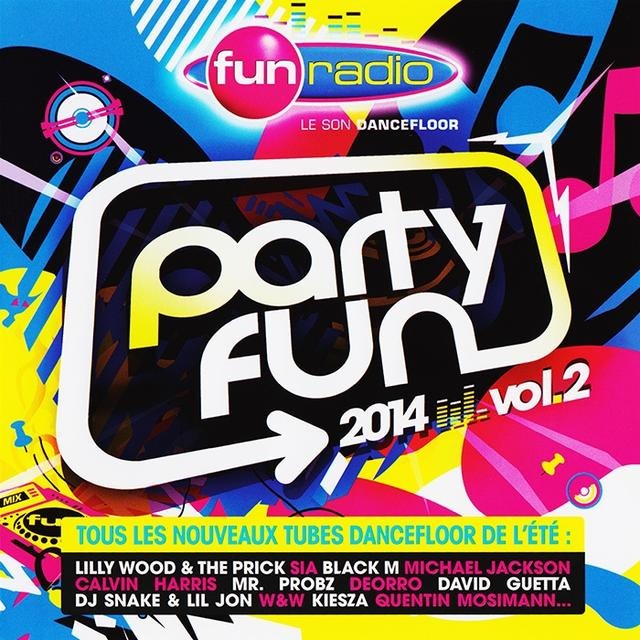 fun radio
LE SON DANCEFLOOR
party
fun
2014 vol.2
MIX
fun
TOUS LES NOUVEAUX TUBES DANCEFLOOR DE L'ÉTÉ :
LILLY WOOD & THE PRICK SIA BLACK M MICHAEL JACKSON
CALVIN HARRIS MR. PROBZ DEORRO DAVID GUETTA
DJ SNAKE & LIL JON W&W KIESZA QUENTIN MOSIMANN...